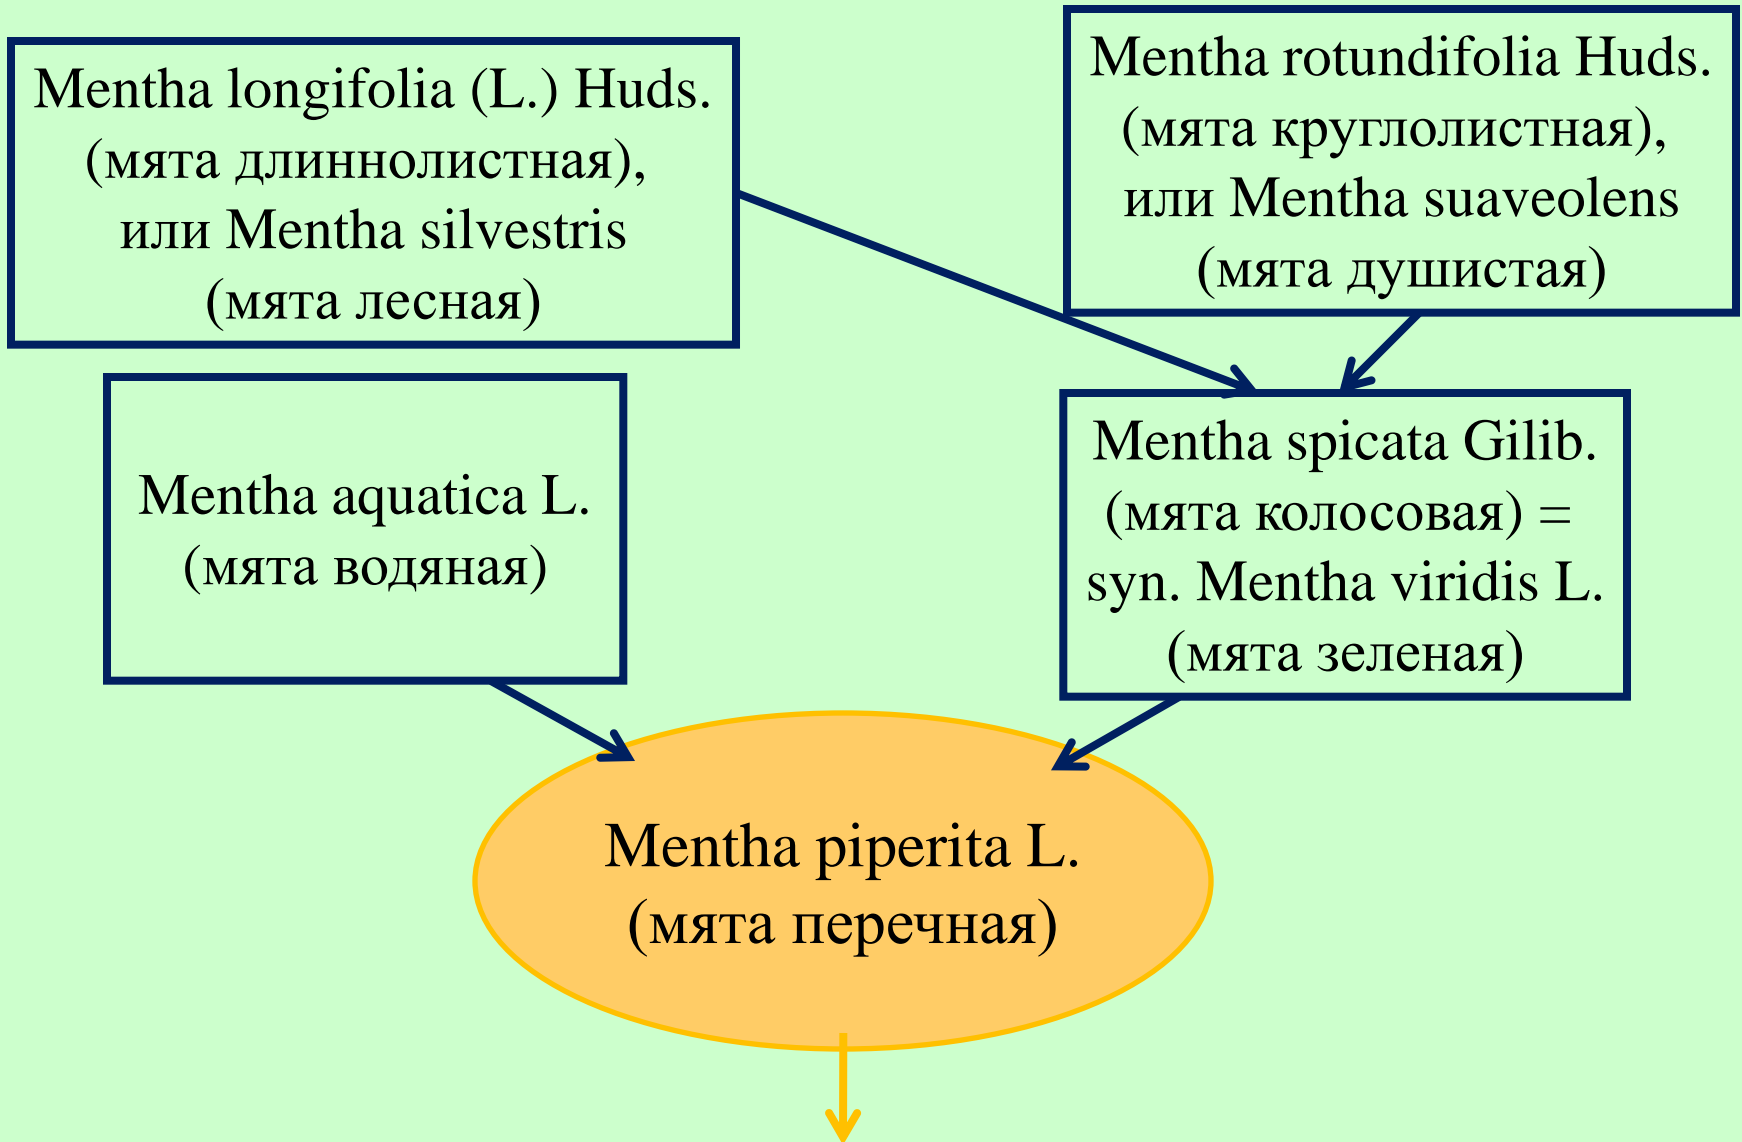 Mentha longifolia (L.) Huds.
(мята длиннолистная),
или Mentha silvestris
(мята лесная)
Mentha rotundifolia Huds.
(мята круглолистная),
или Mentha suaveolens
(мята душистая)
Mentha aquatica L.
(мята водяная)
Mentha spicata Gilib.
(мята колосовая) =
syn. Mentha viridis L.
(мята зеленая)
Mentha piperita L.
(мята перечная)